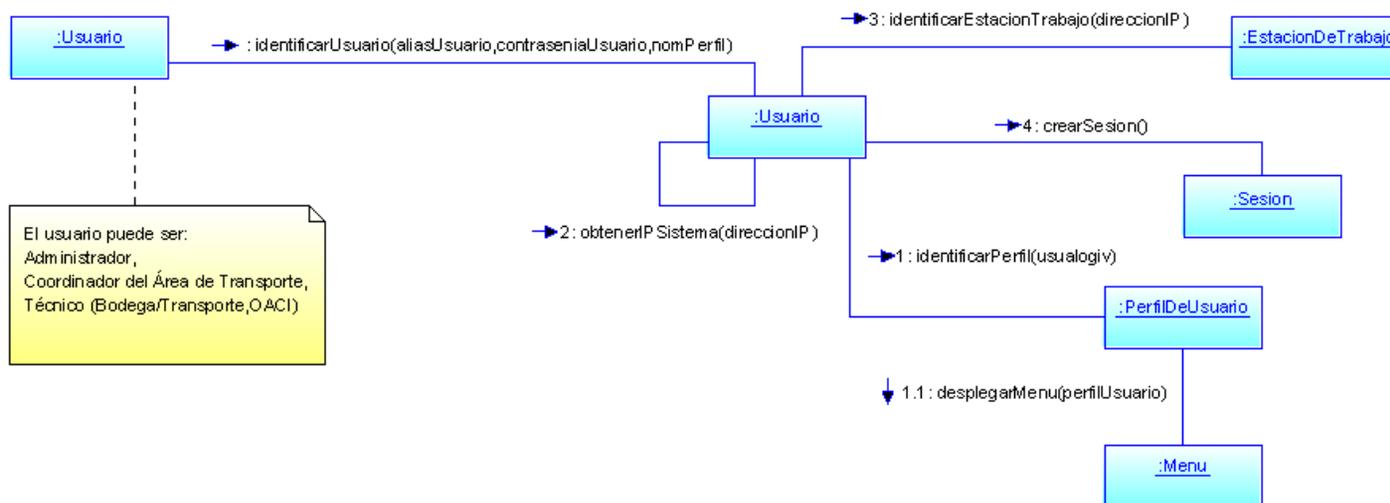 3: identificarEstacionTrabajo(direccionIP)
:Usuario
: identificarUsuario(aliasUsuario,contraseniaUsuario,nomPerfil)
:EstacionDeTrabajo
:Usuario
4: crearSesion()
:Sesion
2: obtenerIPSistema(direccionIP)
El usuario puede ser:
Administrador,
Coordinador del Área de Transporte,
Técnico (Bodega/Transporte,OACI)
1: identificarPerfil(usualogiv)
:PerfilDeUsuario
1.1: desplegarMenu(perfilUsuario)
:Menu